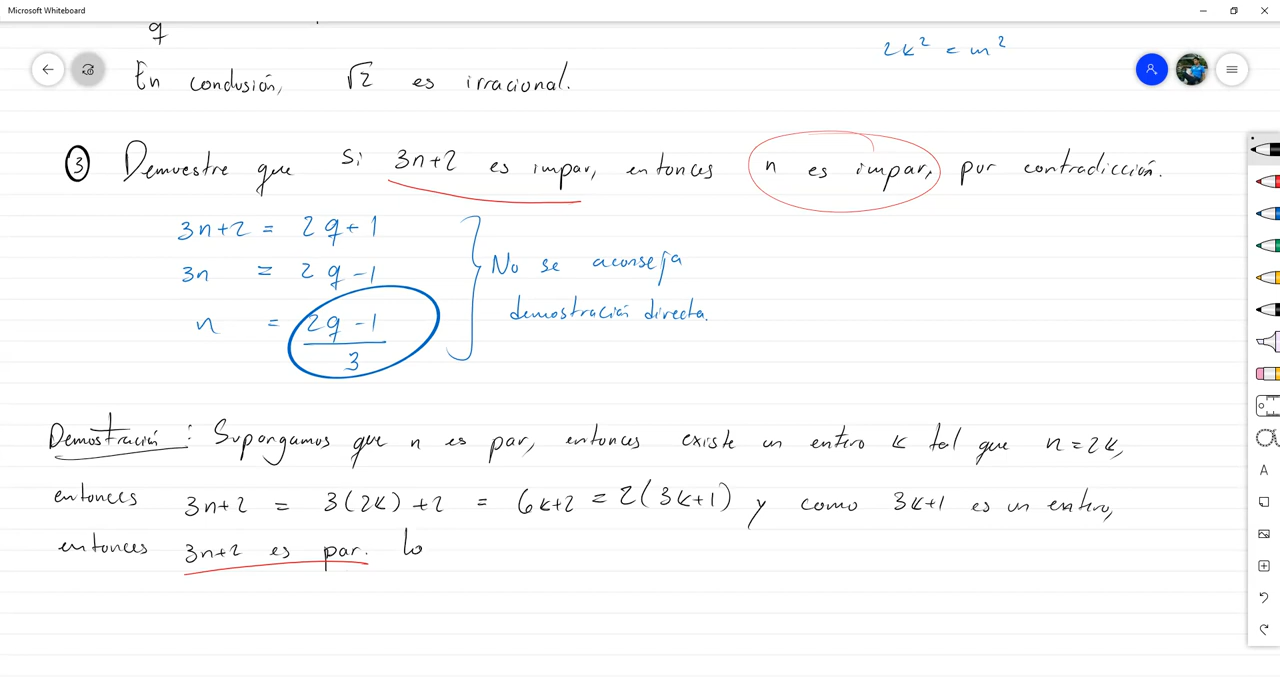 Microsoft Whiteboard
q
2k² = m²
En conclusión, √2 es irracional.
③ Demuestre que si 3n+2 es impar, entonces n es impar, por contradicción.
3n+2 = 2q+1
3n = 2q-1
n = (2q-1)/3
No se aconseja
demostración directa.
Demostración: Supongamos que n es par, entonces existe un entero k tal que n=2k,
entonces 3n+2 = 3(2k)+2 = 6k+2 = 2(3k+1) y como 3k+1 es un entero,
entonces 3n+2 es par. Lo
A